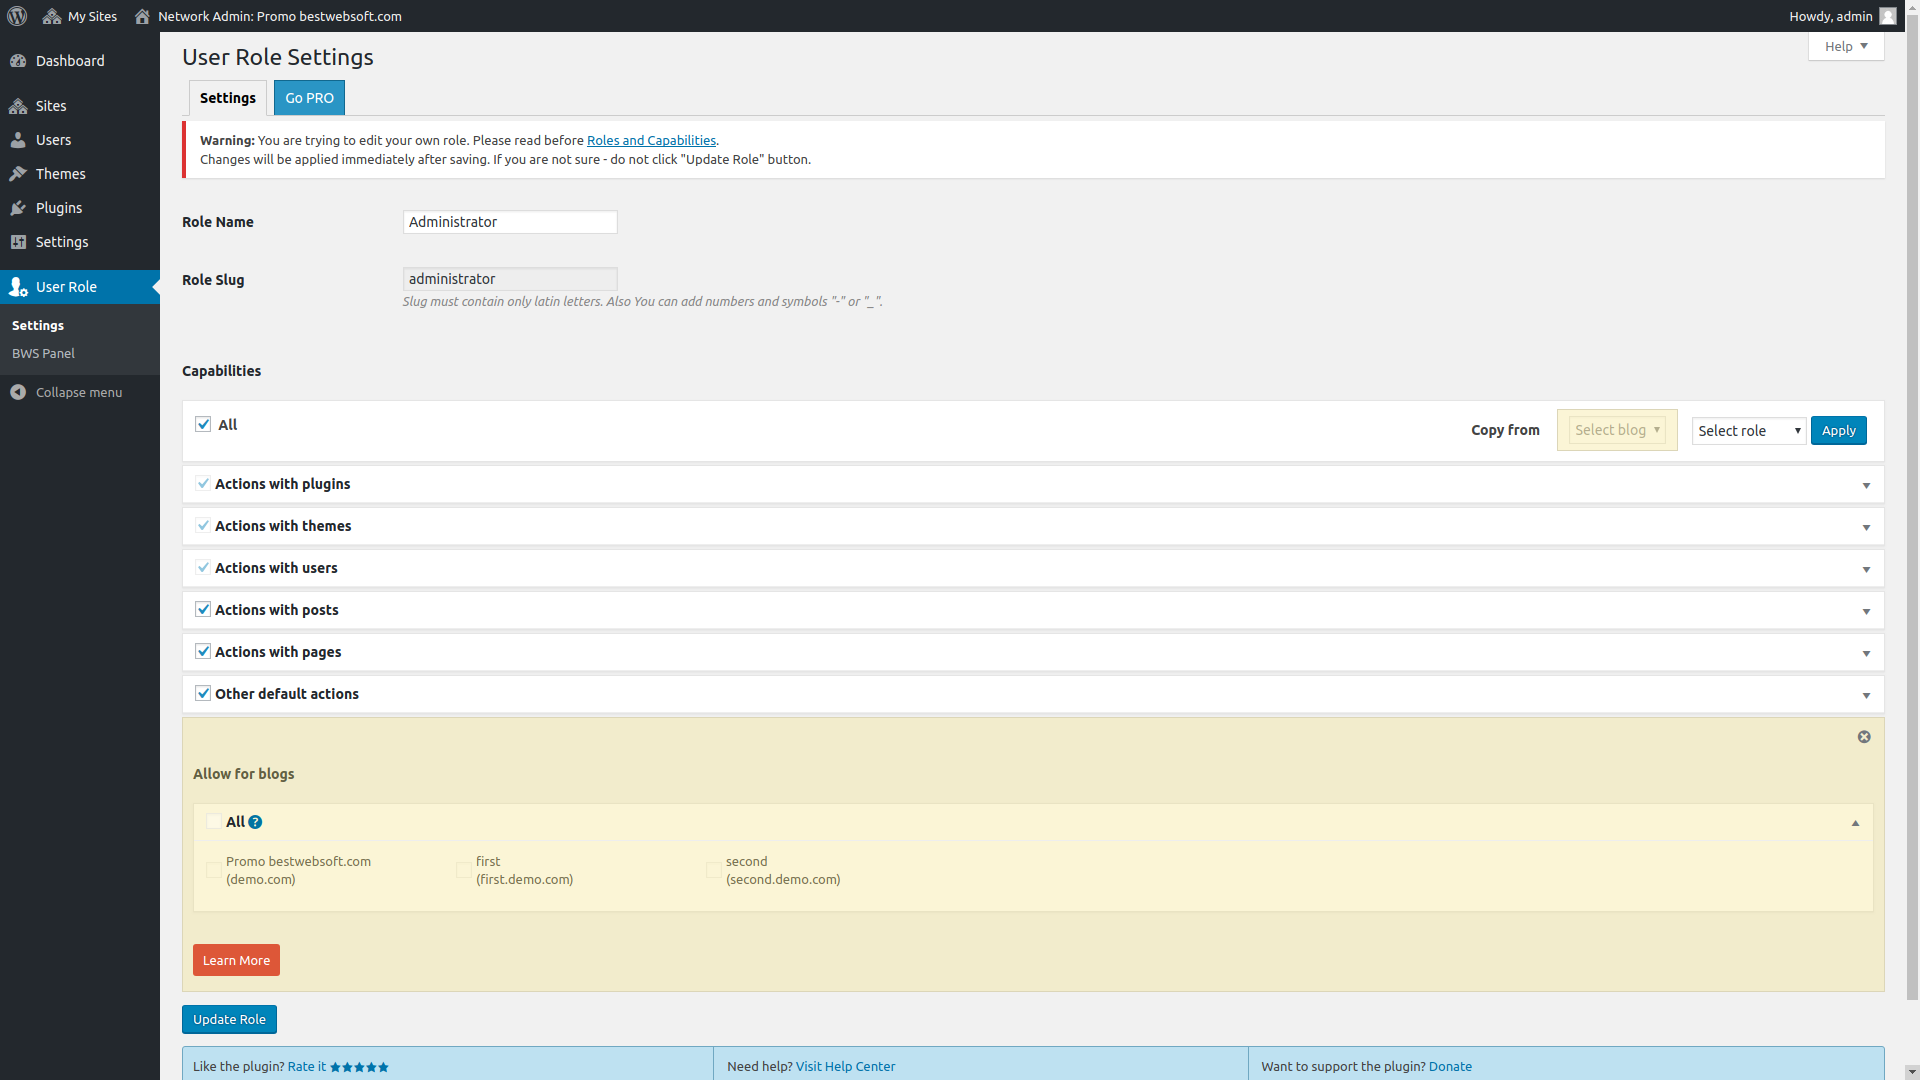 My Sites
Network Admin: Promo bestwebsoft.com
Howdy, admin
Dashboard
Sites
Users
Themes
Plugins
Settings
User Role
Settings
BWS Panel
Collapse menu
User Role Settings
Help
Settings
Go PRO
Warning: You are trying to edit your own role. Please read before Roles and Capabilities.
Changes will be applied immediately after saving. If you are not sure - do not click "Update Role" button.
Role Name
Administrator
Role Slug
administrator
Slug must contain only latin letters. Also You can add numbers and symbols "-" or "_".
Capabilities
All
Copy from
Select blog
Select role
Apply
Actions with plugins
Actions with themes
Actions with users
Actions with posts
Actions with pages
Other default actions
Allow for blogs
All ?
Promo bestwebsoft.com
(demo.com)
first
(first.demo.com)
second
(second.demo.com)
Learn More
Update Role
Like the plugin? Rate it
Need help? Visit Help Center
Want to support the plugin? Donate